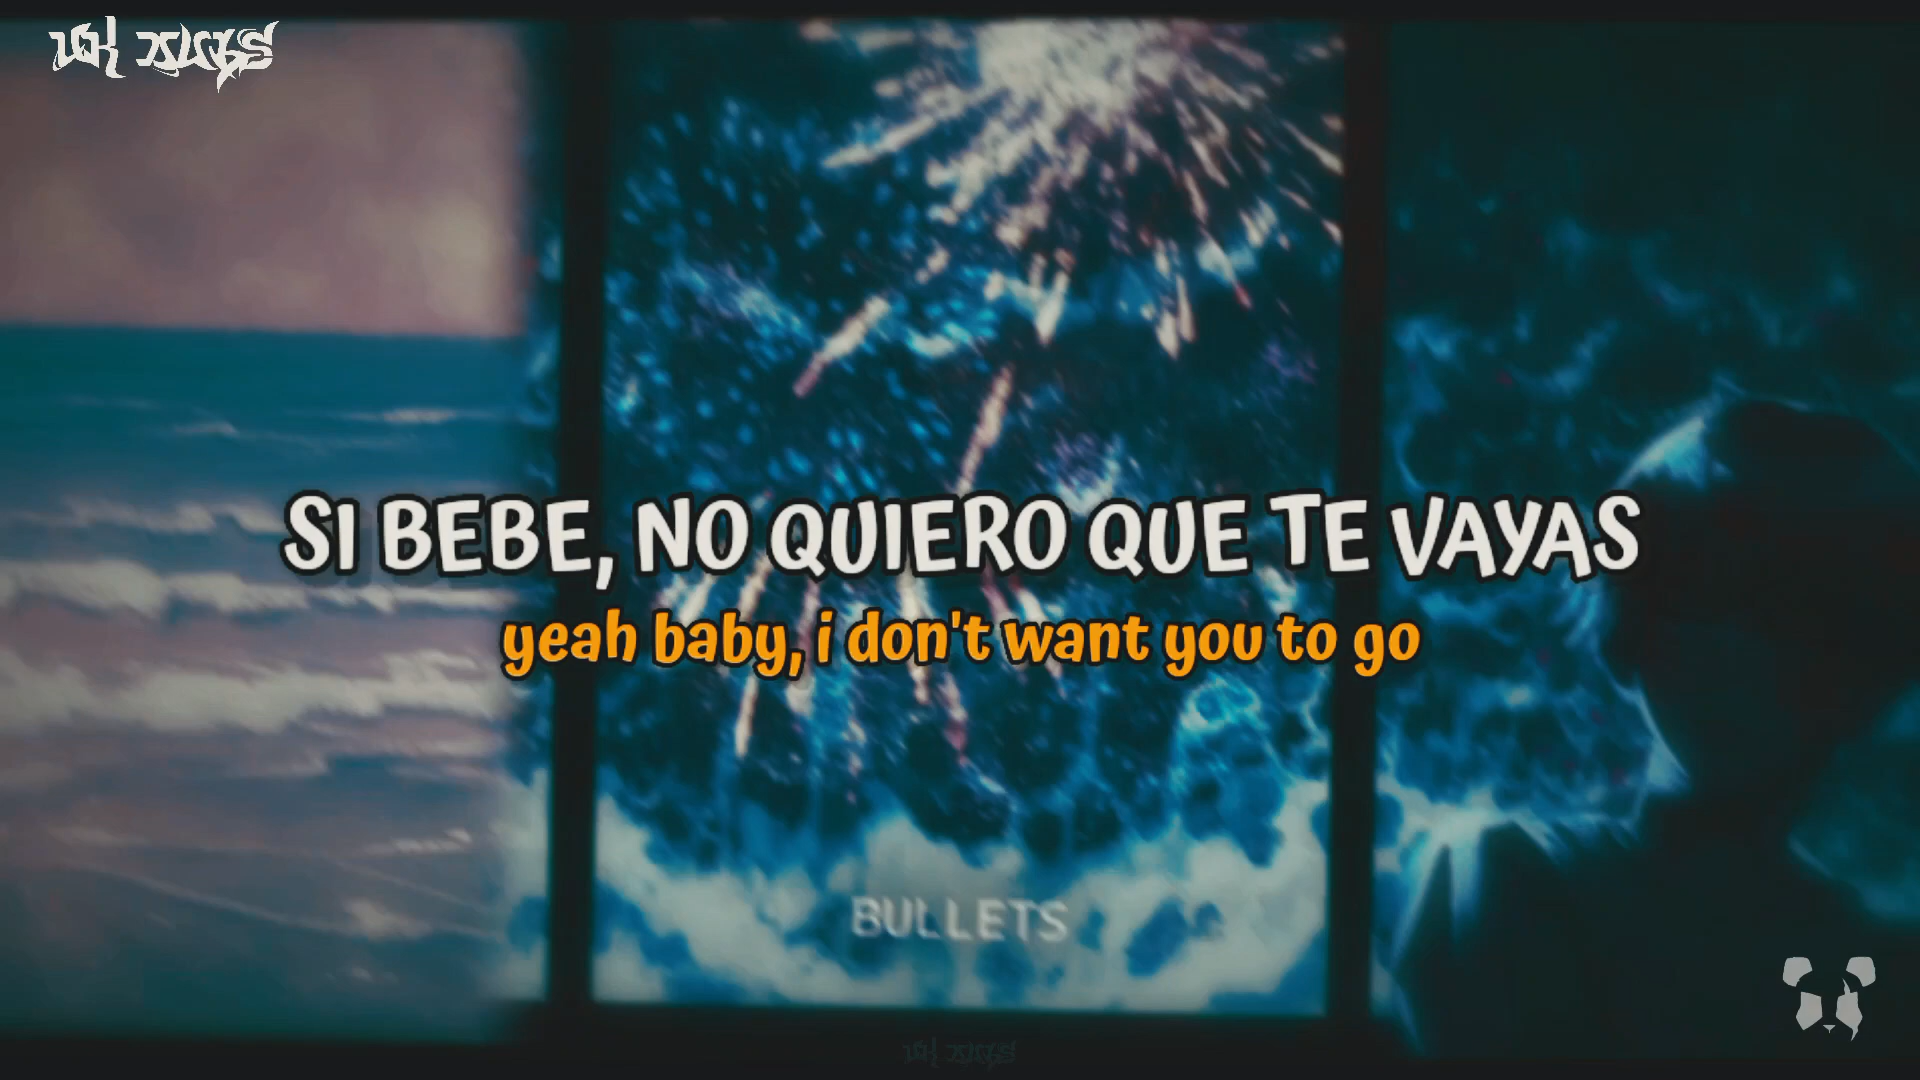 SI BEBE, NO QUIERO QUE TE VAYAS
yeah baby, i don't want you to go
BULLETS